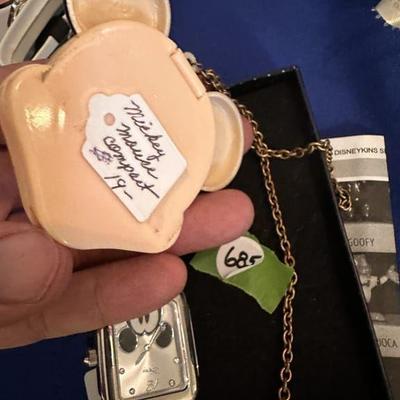 Mickey
mouse
compact
$19-
685
DISNEYKINS S
GOOFY